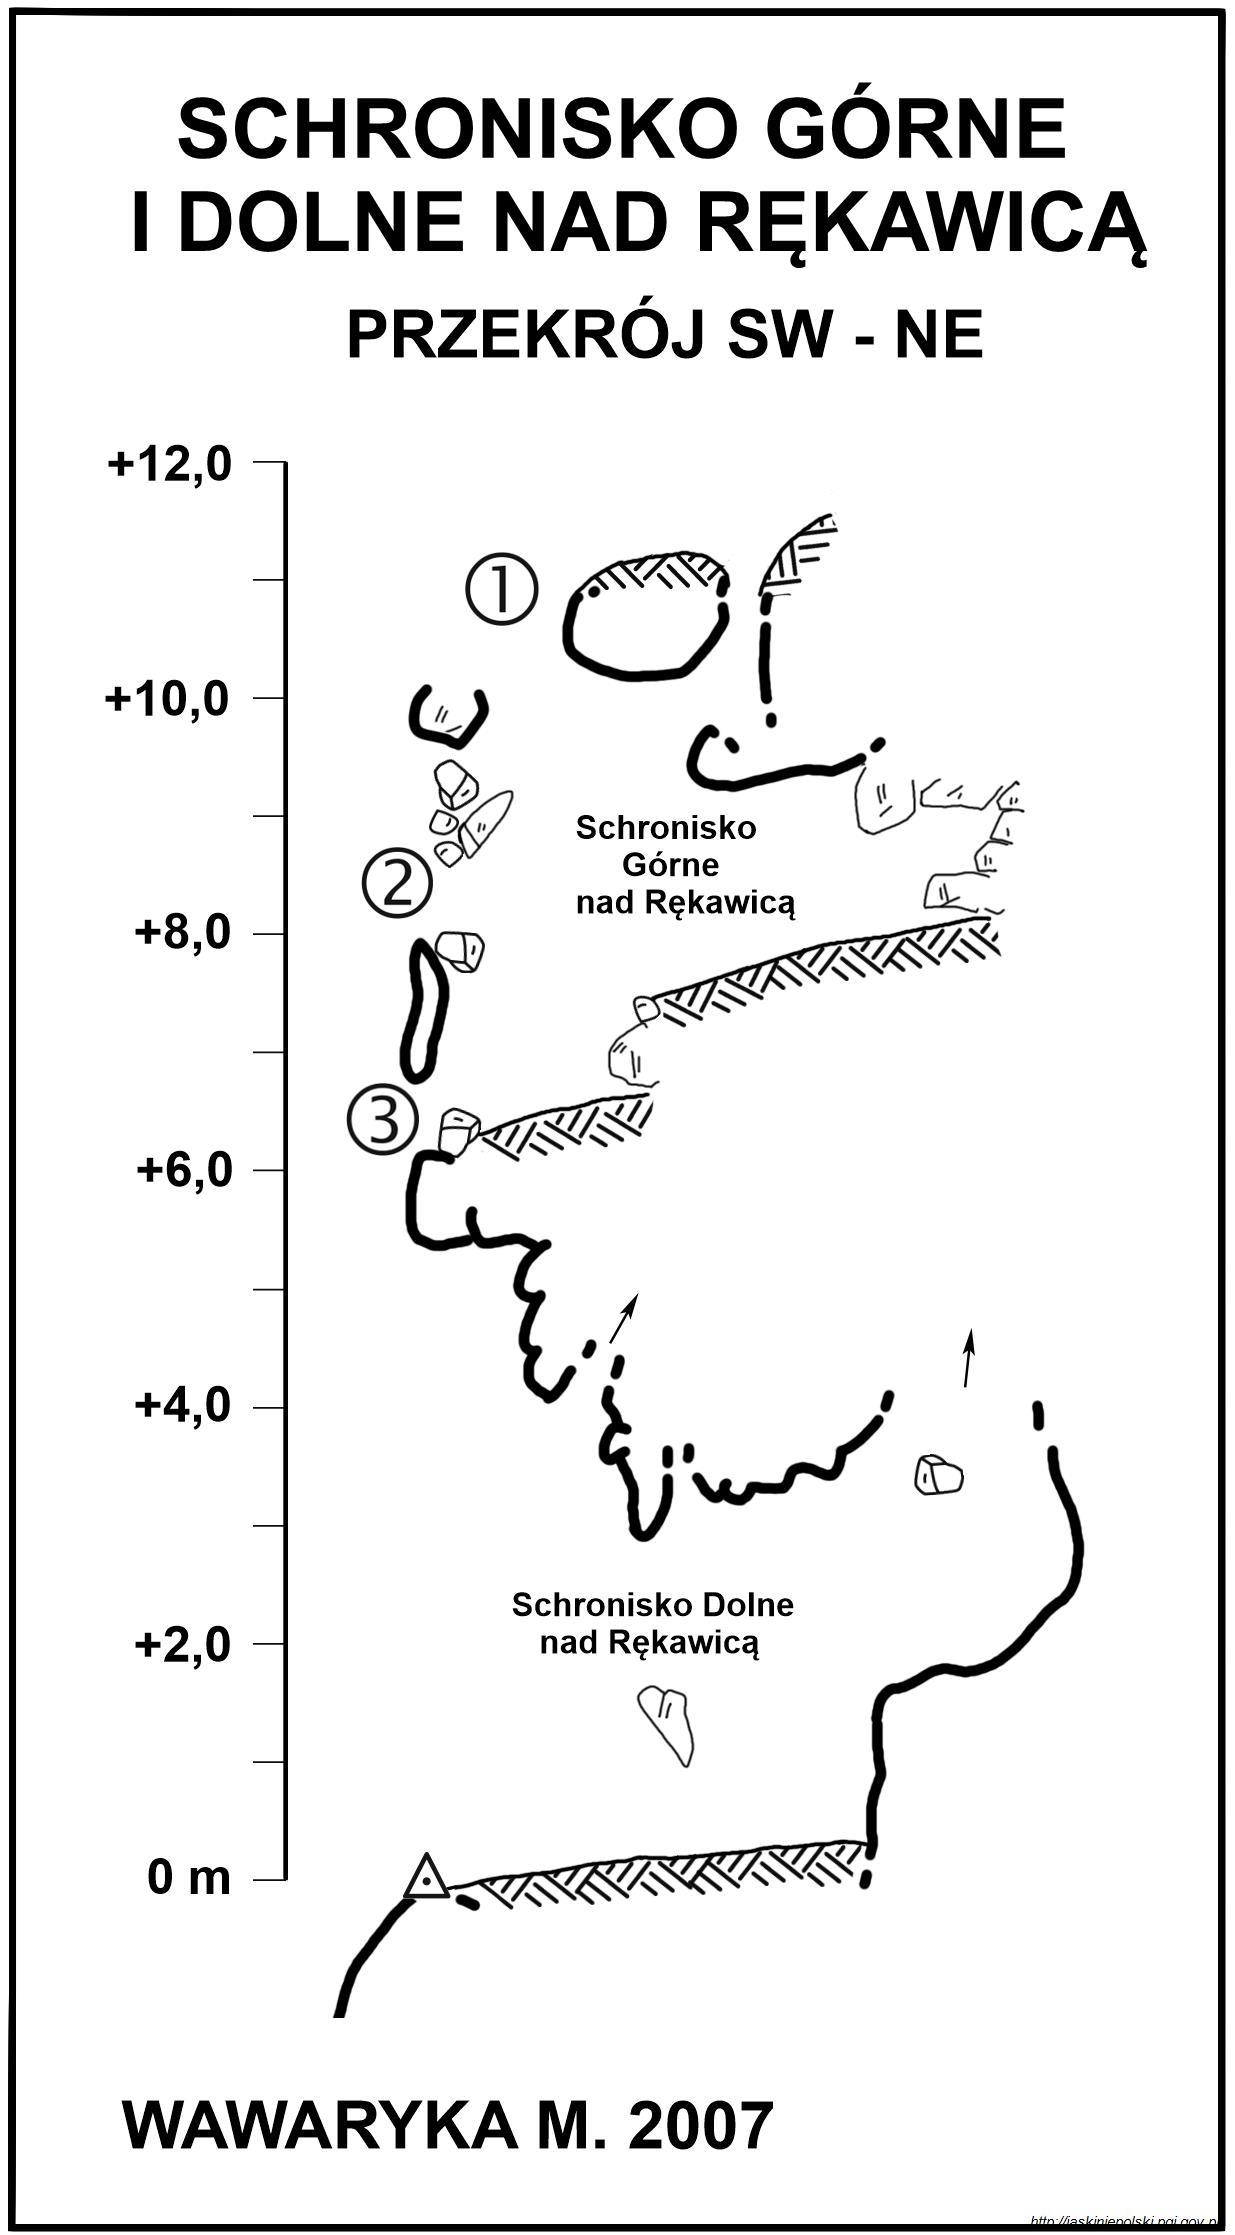 SCHRONISKO GÓRNE
I DOLNE NAD RĘKAWICĄ
PRZEKRÓJ SW - NE
+12,0
1
+10,0
Schronisko
Górne
nad Rękawicą
2
+8,0
3
+6,0
+4,0
Schronisko Dolne
nad Rękawicą
+2,0
0 m
WAWARYKA M. 2007
http://jaskiniepolski.pgi.gov.p